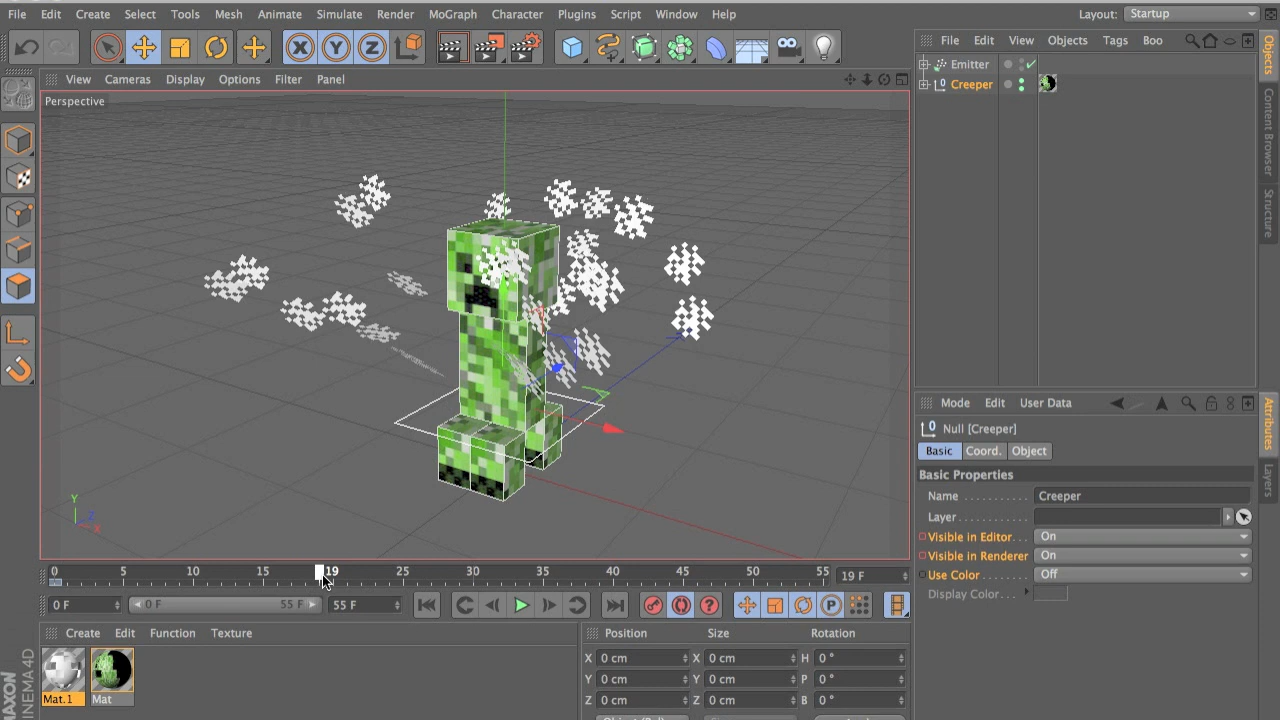 File Edit Create Select Tools Mesh Animate Simulate Render MoGraph Character Plugins Script Window Help Layout: Startup
View Cameras Display Options Filter Panel
Perspective
File Edit View Objects Tags Boo
Emitter
Creeper
Objects
Content Browser
Structure
Y
Z
X
Mode Edit User Data
Null [Creeper]
Basic Coord. Object
Basic Properties
Name Creeper
Layer
Visible in Editor On
Visible in Renderer On
Use Color Off
Display Color
Attributes
Layers
0 5 10 15 19 25 30 35 40 45 50 55 19 F
0 F 0 F 55 F 55 F
Create Edit Function Texture
Mat.1 Mat
Position Size Rotation
X 0 cm X 0 cm H 0 °
Y 0 cm Y 0 cm P 0 °
Z 0 cm Z 0 cm B 0 °
MAXON
CINEMA 4D